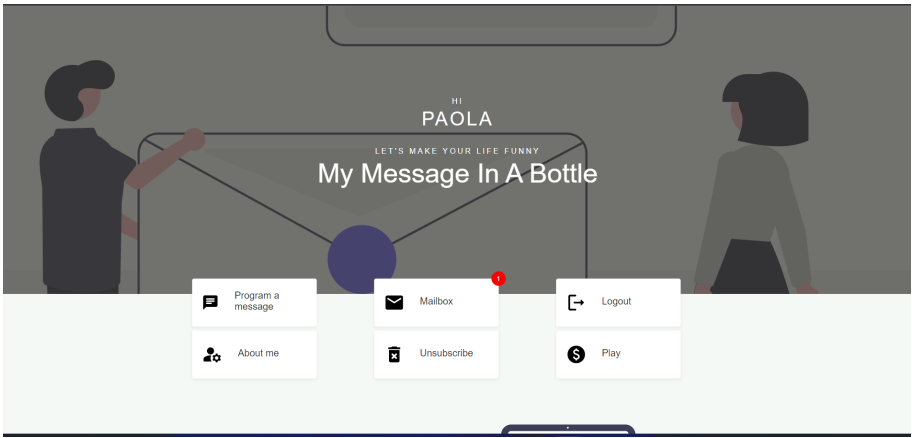 HI
PAOLA
LET'S MAKE YOUR LIFE FUNNY
My Message In A Bottle
Program a
message
Mailbox
1
Logout
About me
Unsubscribe
Play